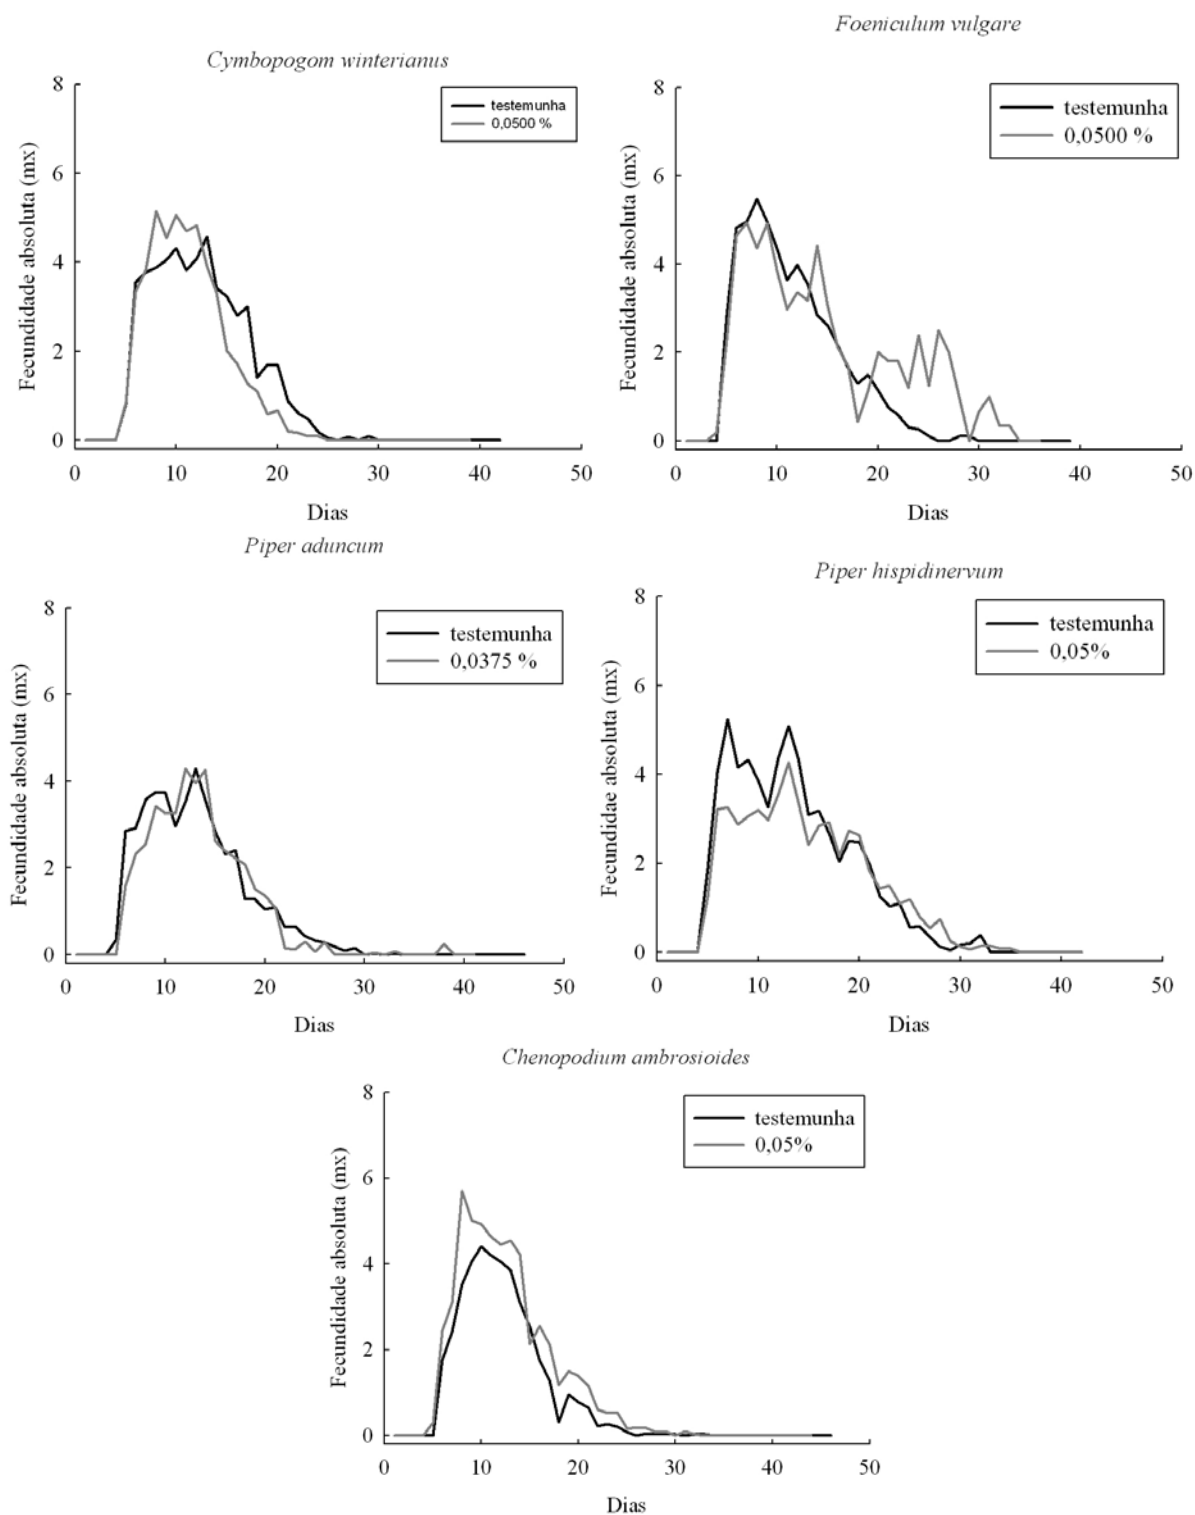 Cymbopogom winterianus
Fecundidade absoluta (mx)
8
6
4
2
0
testemunha
0,0500 %
0 10 20 30 40 50
Dias
Foeniculum vulgare
Fecundidade absoluta (mx)
8
6
4
2
0
testemunha
0,0500 %
0 10 20 30 40 50
Dias
Piper aduncum
Fecundidade absoluta (mx)
8
6
4
2
0
testemunha
0,0375 %
0 10 20 30 40 50
Dias
Piper hispidinervum
Fecundidae absoluta (mx)
8
6
4
2
0
testemunha
0,05%
0 10 20 30 40 50
Dias
Chenopodium ambrosioides
Fecundidade absoluta (mx)
8
6
4
2
0
testemunha
0,05%
0 10 20 30 40 50
Dias